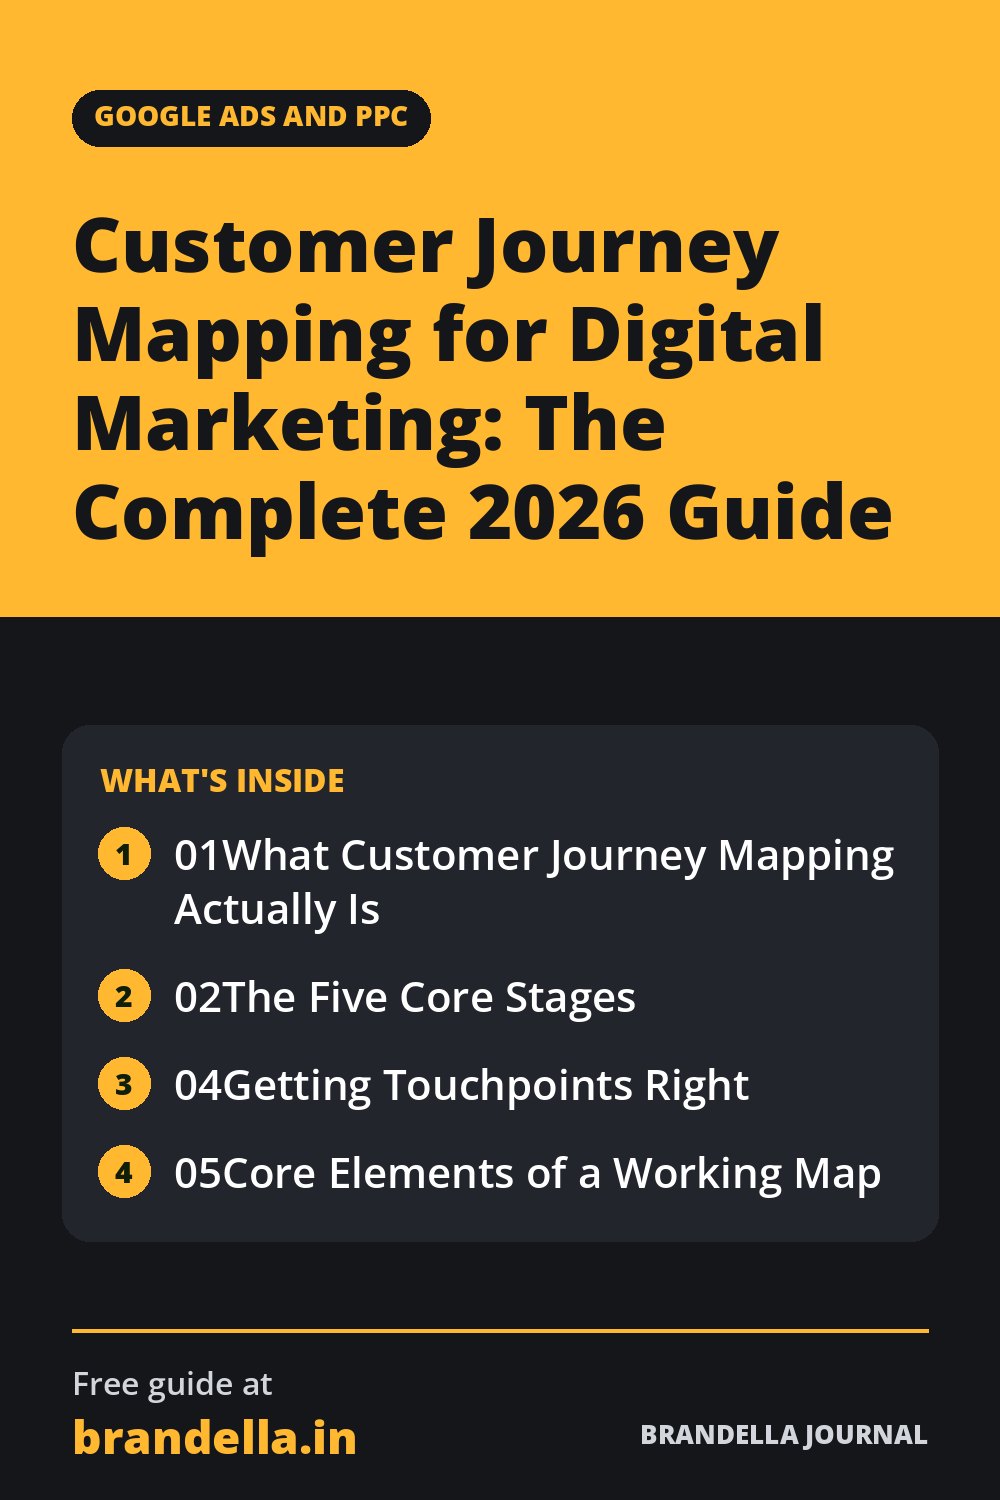 GOOGLE ADS AND PPC
Customer Journey
Mapping for Digital
Marketing: The
Complete 2026 Guide
WHAT'S INSIDE
1 01What Customer Journey Mapping
Actually Is
2 02The Five Core Stages
3 04Getting Touchpoints Right
4 05Core Elements of a Working Map
Free guide at
brandella.in
BRANDELLA JOURNAL